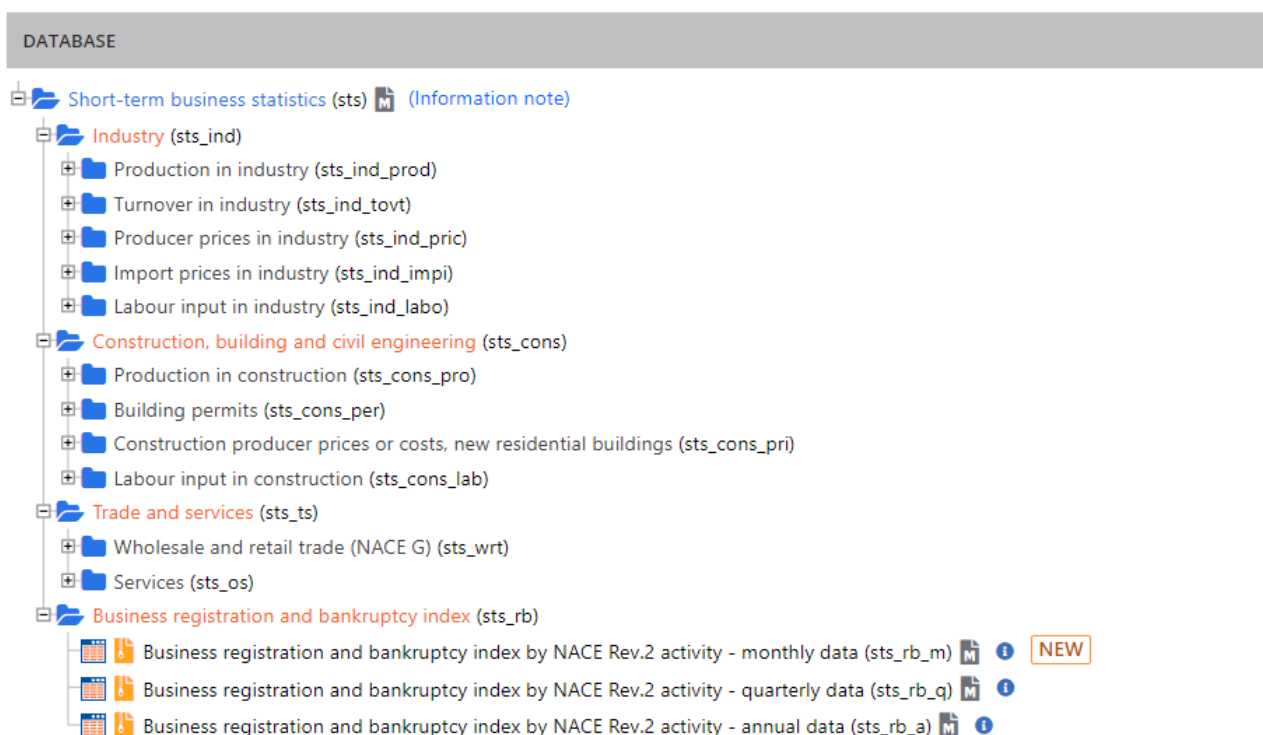 DATABASE
Short-term business statistics (sts) M (Information note)
Industry (sts_ind)
Production in industry (sts_ind_prod)
Turnover in industry (sts_ind_tovt)
Producer prices in industry (sts_ind_pric)
Import prices in industry (sts_ind_impi)
Labour input in industry (sts_ind_labo)
Construction, building and civil engineering (sts_cons)
Production in construction (sts_cons_pro)
Building permits (sts_cons_per)
Construction producer prices or costs, new residential buildings (sts_cons_pri)
Labour input in construction (sts_cons_lab)
Trade and services (sts_ts)
Wholesale and retail trade (NACE G) (sts_wrt)
Services (sts_os)
Business registration and bankruptcy index (sts_rb)
Business registration and bankruptcy index by NACE Rev.2 activity - monthly data (sts_rb_m) M i NEW
Business registration and bankruptcy index by NACE Rev.2 activity - quarterly data (sts_rb_q) M i
Business registration and bankruptcy index by NACE Rev.2 activity - annual data (sts_rb_a) M i